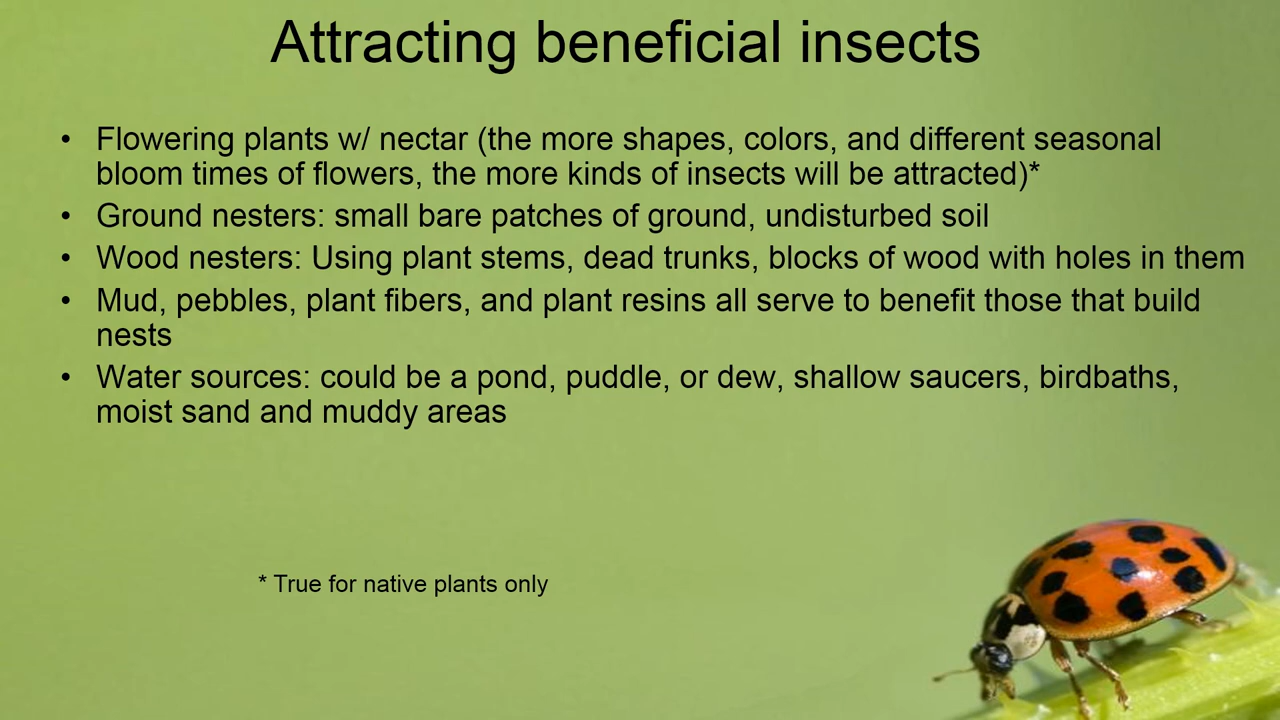 Attracting beneficial insects
• Flowering plants w/ nectar (the more shapes, colors, and different seasonal
bloom times of flowers, the more kinds of insects will be attracted)*
• Ground nesters: small bare patches of ground, undisturbed soil
• Wood nesters: Using plant stems, dead trunks, blocks of wood with holes in them
• Mud, pebbles, plant fibers, and plant resins all serve to benefit those that build
nests
• Water sources: could be a pond, puddle, or dew, shallow saucers, birdbaths,
moist sand and muddy areas
* True for native plants only